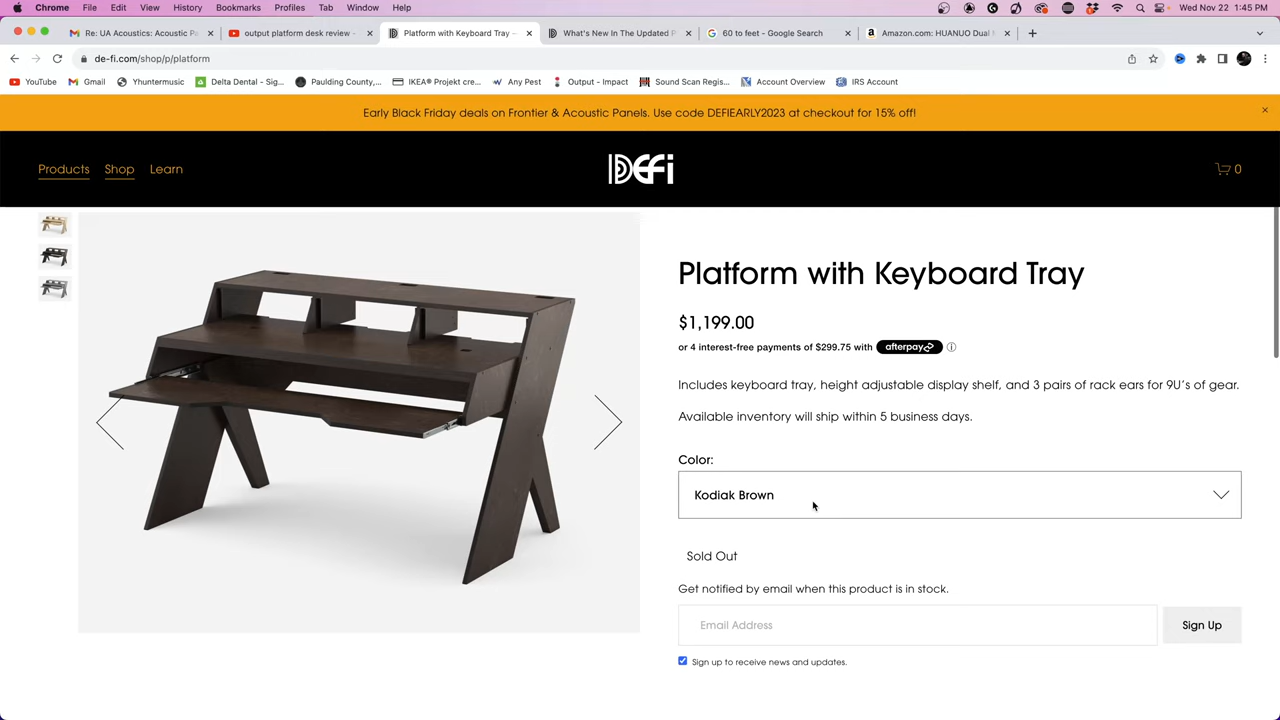 Chrome File Edit View History Bookmarks Profiles Tab Window Help Wed Nov 22 1:45 PM
Re: UA Acoustics: Acoustic Pa
output platform desk review -
Platform with Keyboard Tray —
What's New In The Updated P
60 to feet - Google Search
Amazon.com: HUANUO Dual M
de-fi.com/shop/p/platform
YouTube Gmail Yhuntermusic Delta Dental - Sig... Paulding County,... IKEA® Projekt cre... Any Pest Output - Impact Sound Scan Regis... Account Overview IRS Account
Early Black Friday deals on Frontier & Acoustic Panels. Use code DEFIEARLY2023 at checkout for 15% off!
Products Shop Learn DEFi 0
Platform with Keyboard Tray
$1,199.00
or 4 interest-free payments of $299.75 with afterpay
Includes keyboard tray, height adjustable display shelf, and 3 pairs of rack ears for 9U's of gear.
Available inventory will ship within 5 business days.
Color:
Kodiak Brown
Sold Out
Get notified by email when this product is in stock.
Email Address Sign Up
Sign up to receive news and updates.